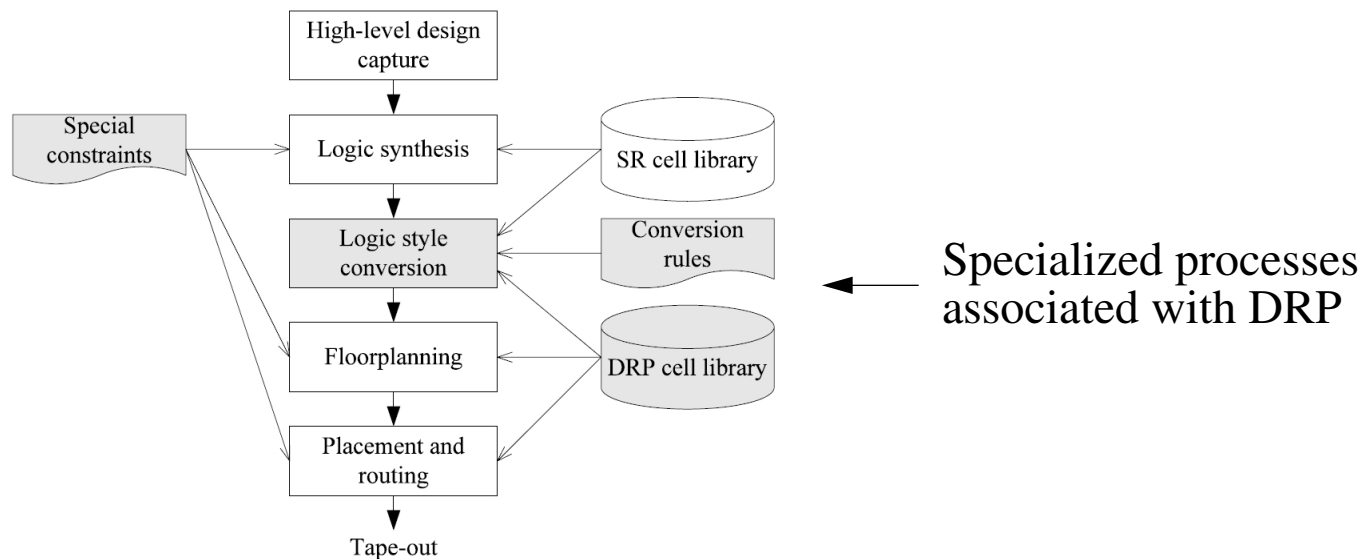 High-level design
capture
Special
constraints
Logic synthesis
SR cell library
Logic style
conversion
Conversion
rules
Specialized processes
associated with DRP
Floorplanning
DRP cell library
Placement and
routing
Tape-out